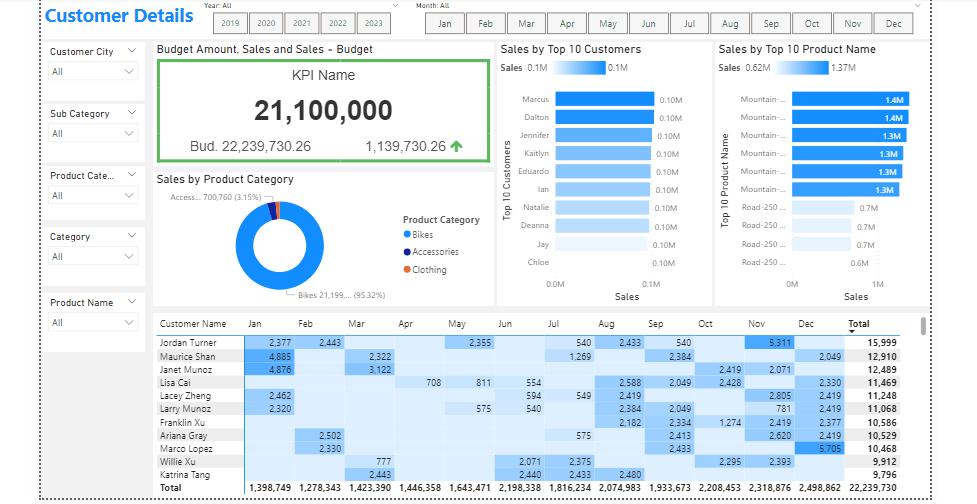 Customer Details
Year: All
2019 2020 2021 2022 2023
Month: All
Jan Feb Mar Apr May Jun Jul Aug Sep Oct Nov Dec
Customer City
All
Sub Category
All
Product Cate...
All
Category
All
Product Name
All
Budget Amount, Sales and Sales - Budget
KPI Name
21,100,000
Bud. 22,239,730.26 1,139,730.26
Sales by Product Category
Access... 700,760 (3.15%)
Bikes 21,199,... (95.32%)
Product Category
Bikes
Accessories
Clothing
Sales by Top 10 Customers
Sales 0.1M 0.1M
Top 10 Customers
Marcus 0.10M
Dalton 0.10M
Jennifer 0.10M
Kaitlyn 0.10M
Eduardo 0.10M
Ian 0.10M
Natalie 0.10M
Deanna 0.10M
Jay 0.10M
Chloe 0.10M
0.0M 0.1M
Sales
Sales by Top 10 Product Name
Sales 0.62M 1.37M
Top 10 Product Name
Mountain-... 1.4M
Mountain-... 1.4M
Mountain-... 1.3M
Mountain-... 1.3M
Mountain-... 1.3M
Mountain-... 1.3M
Road-250 ... 0.7M
Road-250 ... 0.7M
Road-250 ... 0.7M
Road-250 ... 0.6M
0M 1M
Sales
Customer Name Jan Feb Mar Apr May Jun Jul Aug Sep Oct Nov Dec Total
Jordan Turner 2,377 2,443 2,355 540 2,433 540 5,311 15,999
Maurice Shan 4,885 2,322 1,269 2,384 2,049 12,910
Janet Munoz 4,876 3,122 2,419 2,071 12,489
Lisa Cai 708 811 554 2,588 2,049 2,428 2,330 11,469
Lacey Zheng 2,462 594 549 2,419 2,805 2,419 11,248
Larry Munoz 2,320 575 540 2,384 2,049 781 2,419 11,068
Franklin Xu 2,182 2,334 1,274 2,419 2,377 10,586
Ariana Gray 2,502 575 2,413 2,620 2,419 10,529
Marco Lopez 2,330 2,433 5,705 10,468
Willie Xu 777 2,071 2,375 2,295 2,393 9,912
Katrina Tang 2,443 2,440 2,433 2,480 9,796
Total 1,398,749 1,278,343 1,423,390 1,446,358 1,643,471 2,198,338 1,816,234 2,074,983 1,933,673 2,208,453 2,318,876 2,498,862 22,239,730